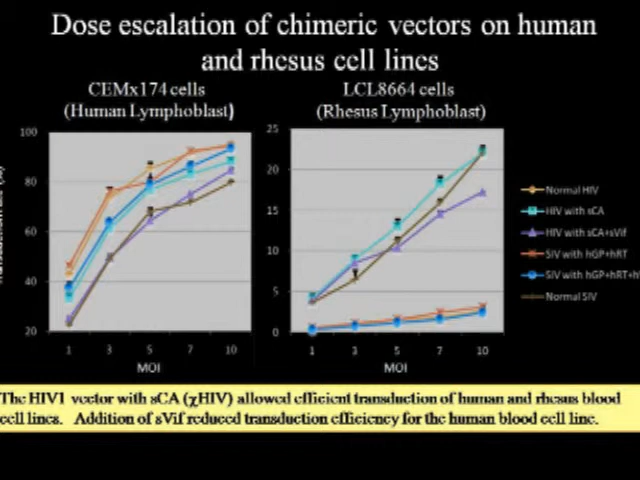 Dose escalation of chimeric vectors on human
and rhesus cell lines
CEMx174 cells
(Human Lymphoblast)
LCL8664 cells
(Rhesus Lymphoblast)
100
80
60
40
20
1 3 5 7 10
MOI
25
20
15
10
5
0
1 3 5 7 10
MOI
Normal HIV
HIV with sCA
HIV with sCA+sVif
SIV with hGP+hRT
SIV with hGP+hRT+h
Normal SIV
The HIV1 vector with sCA (χHIV) allowed efficient transduction of human and rhesus blood
cell lines. Addition of sVif reduced transduction efficiency for the human blood cell line.